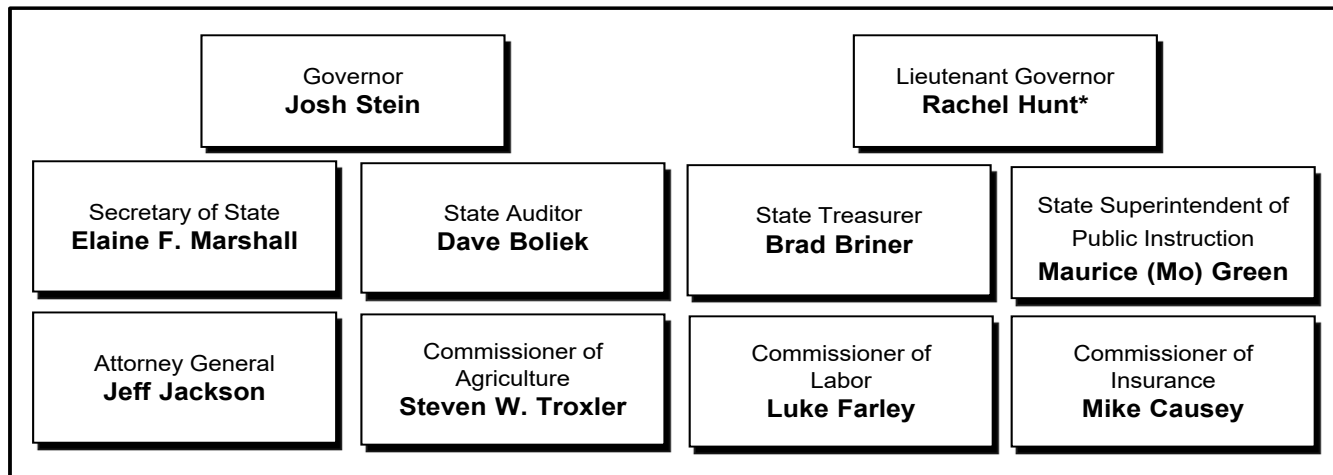 Governor
Josh Stein
Lieutenant Governor
Rachel Hunt*
Secretary of State
Elaine F. Marshall
State Auditor
Dave Boliek
State Treasurer
Brad Briner
State Superintendent of
Public Instruction
Maurice (Mo) Green
Attorney General
Jeff Jackson
Commissioner of
Agriculture
Steven W. Troxler
Commissioner of
Labor
Luke Farley
Commissioner of
Insurance
Mike Causey